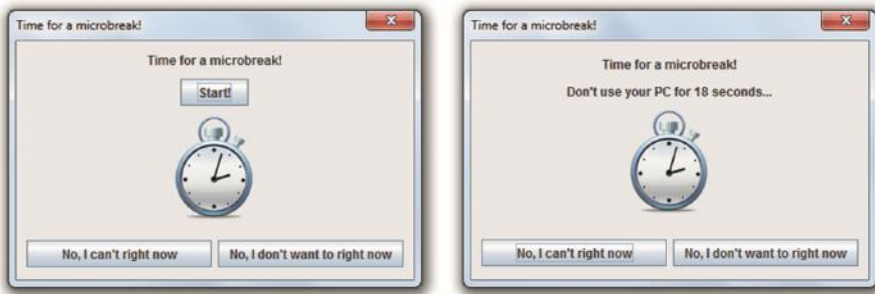 Time for a microbreak!
Time for a microbreak!
Start!
No, I can't right now
No, I don't want to right now
Time for a microbreak!
Time for a microbreak!
Don't use your PC for 18 seconds...
No, I can't right now
No, I don't want to right now